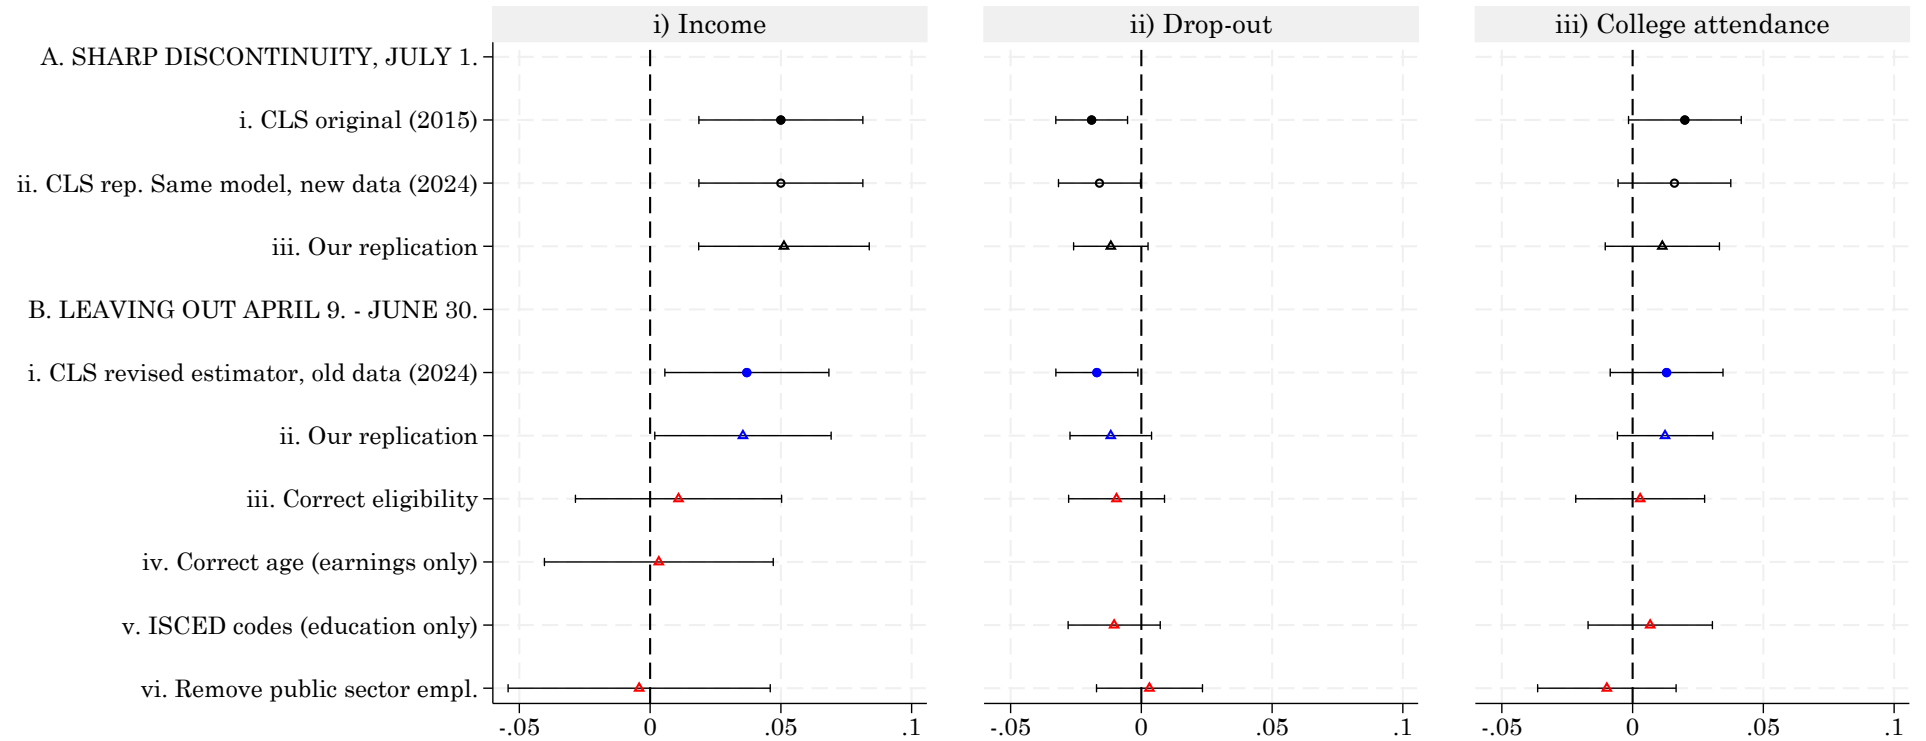 i) Income
ii) Drop-out
iii) College attendance
A. SHARP DISCONTINUITY, JULY 1.
i. CLS original (2015)
ii. CLS rep. Same model, new data (2024)
iii. Our replication
B. LEAVING OUT APRIL 9. - JUNE 30.
i. CLS revised estimator, old data (2024)
ii. Our replication
iii. Correct eligibility
iv. Correct age (earnings only)
v. ISCED codes (education only)
vi. Remove public sector empl.
-.05 0 .05 .1
-.05 0 .05 .1
-.05 0 .05 .1